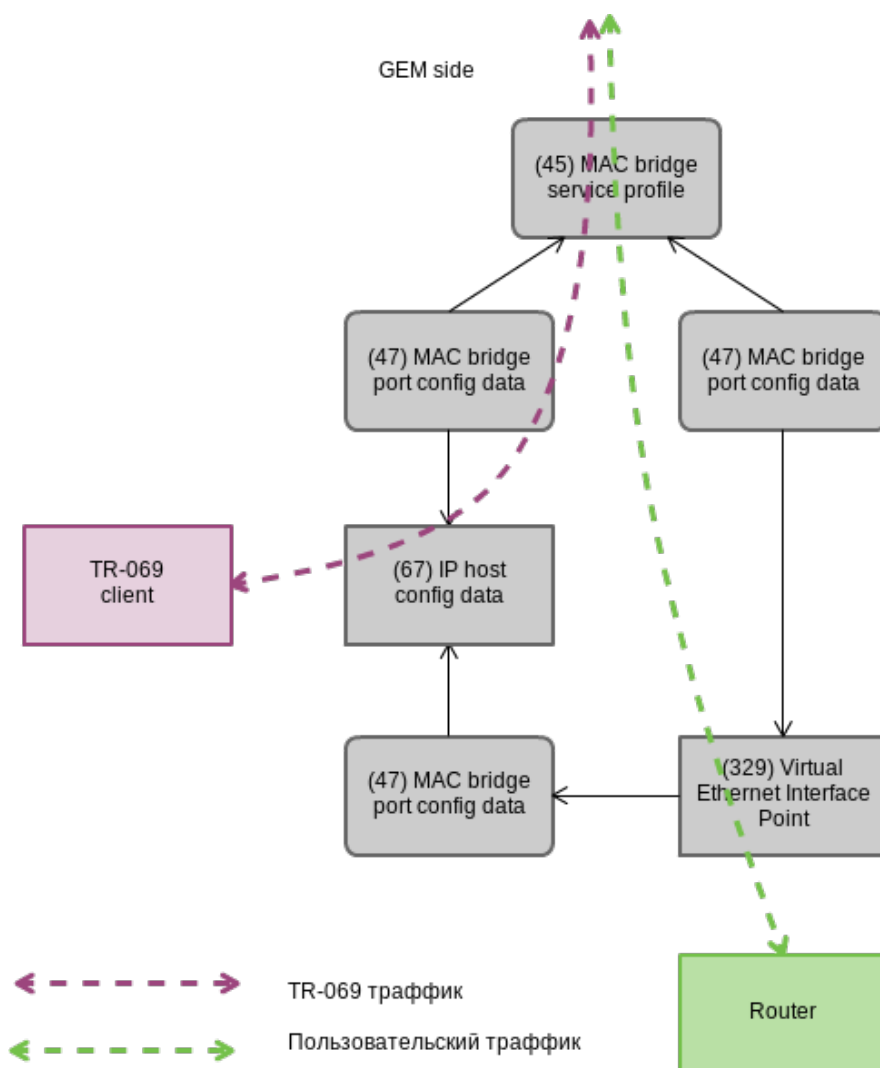 GEM side
(45) MAC bridge
service profile
(47) MAC bridge
port config data
(47) MAC bridge
port config data
TR-069
client
(67) IP host
config data
(47) MAC bridge
port config data
(329) Virtual
Ethernet Interface
Point
TR-069 траффик
Router
Пользовательский траффик